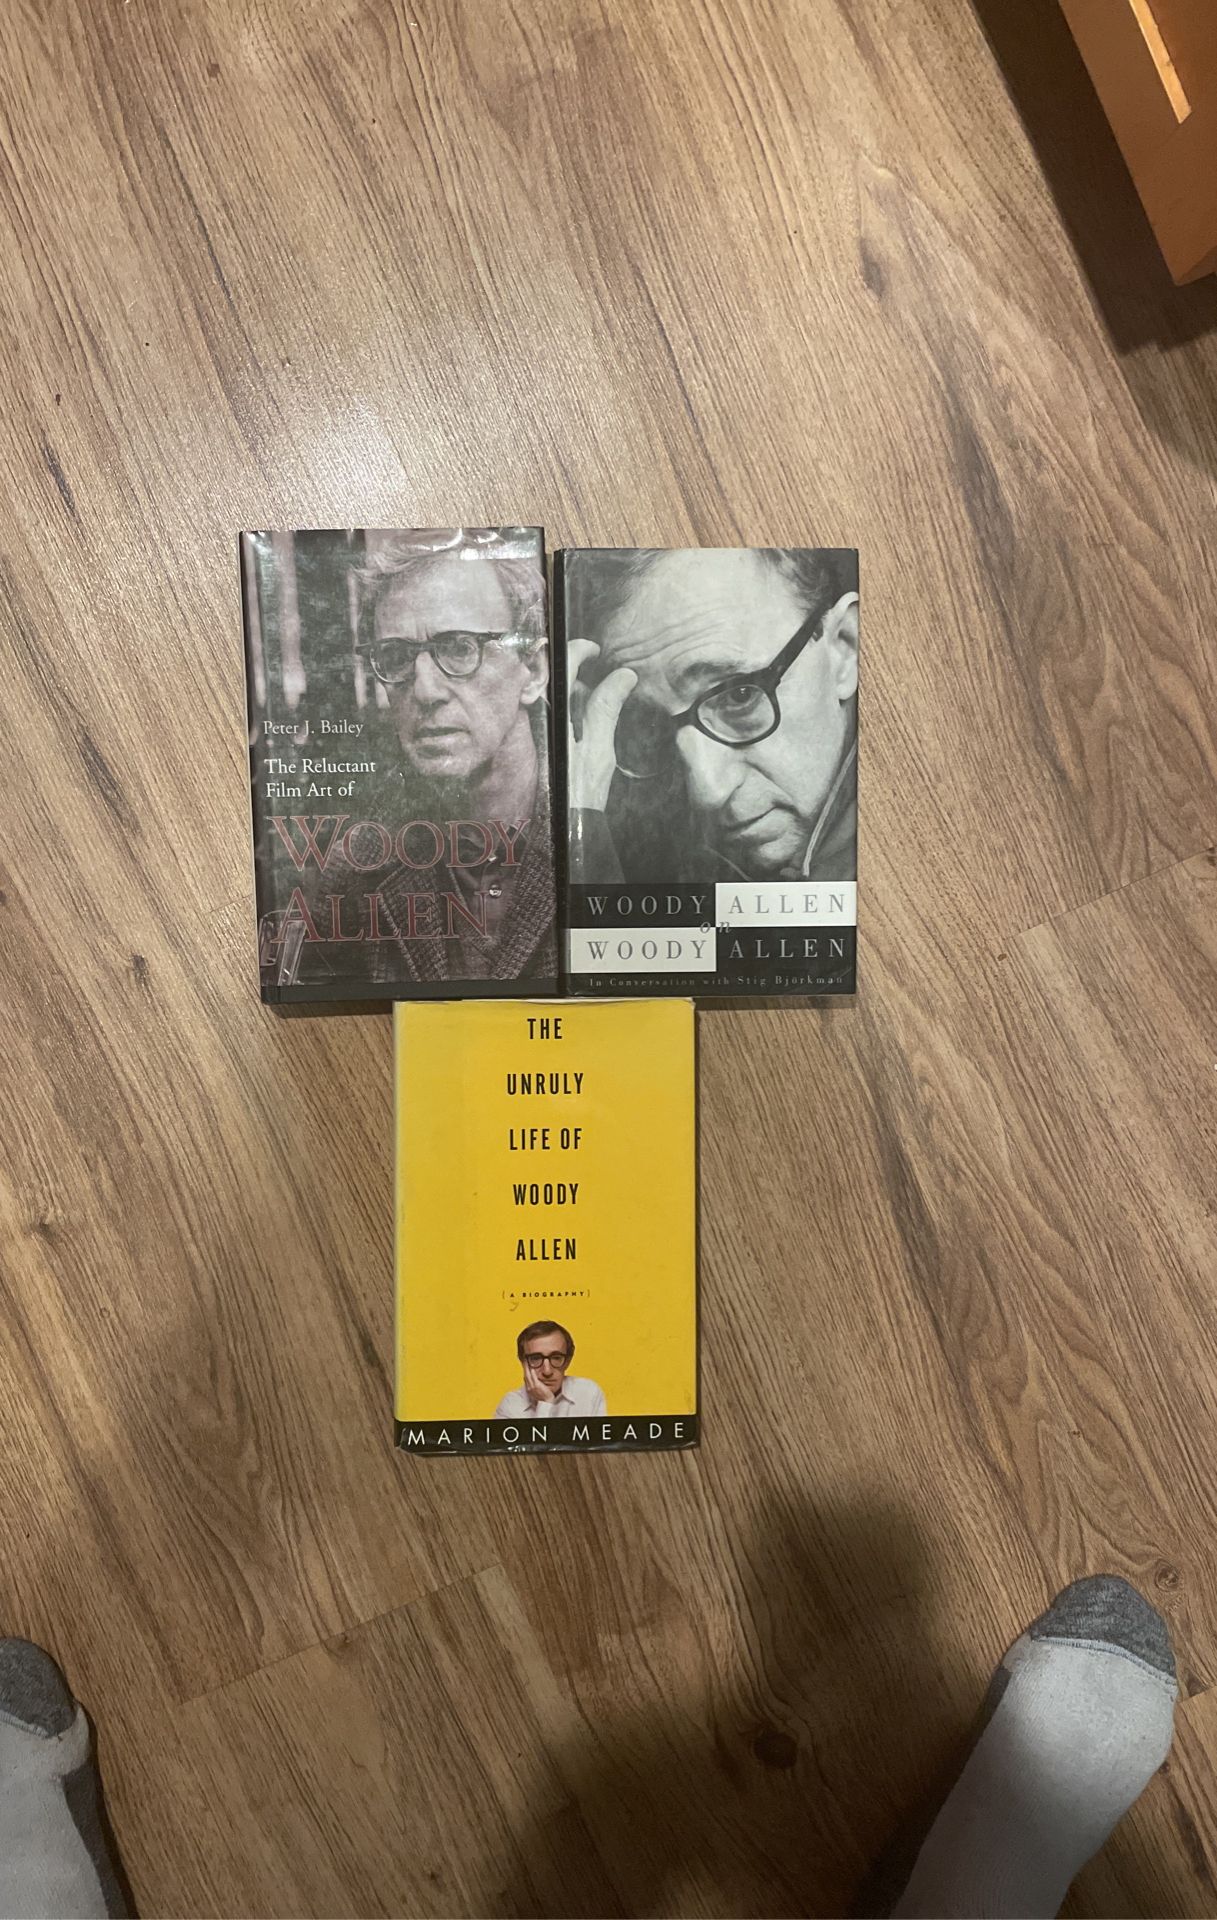 Peter J. Bailey
The Reluctant
Film Art of
WOODY
ALLEN
WOODY ALLEN
on
WOODY ALLEN
In Conversation with Stig Björkman
THE
UNRULY
LIFE OF
WOODY
ALLEN
(A BIOGRAPHY)
MARION MEADE